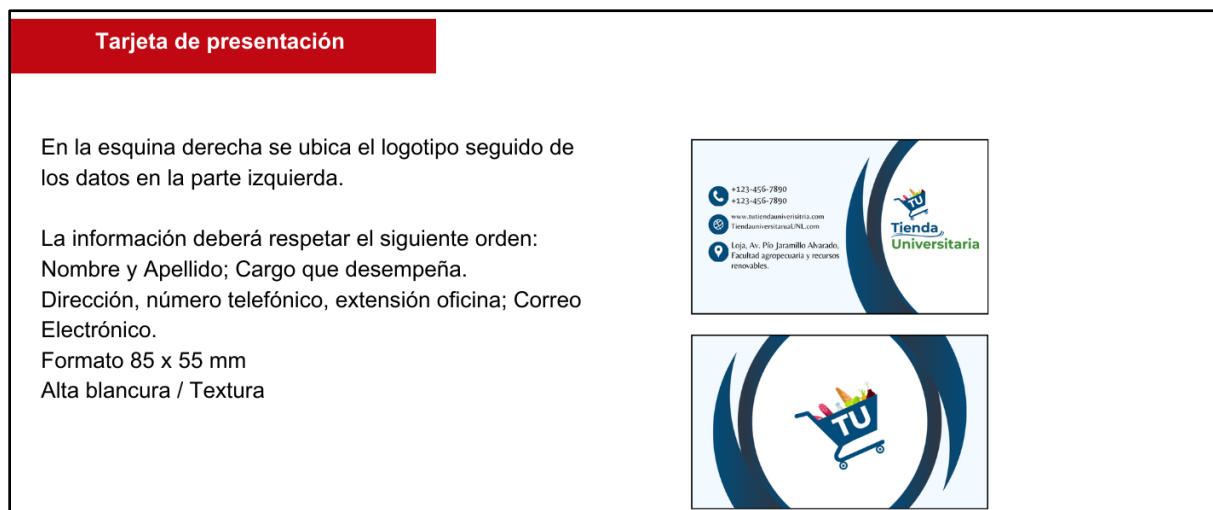 Tarjeta de presentación
En la esquina derecha se ubica el logotipo seguido de
los datos en la parte izquierda.
La información deberá respetar el siguiente orden:
Nombre y Apellido; Cargo que desempeña.
Dirección, número telefónico, extensión oficina; Correo
Electrónico.
Formato 85 x 55 mm
Alta blancura / Textura
+123-456-7890
+123-456-7890
www.tutiendauniverisitria.com
TiendauniversitaruaUNL.com
Loja, Av. Pío Jaramillo Alvarado,
Facultad agropecuaria y recursos
renovables.
TU
Tienda
Universitaria
TU